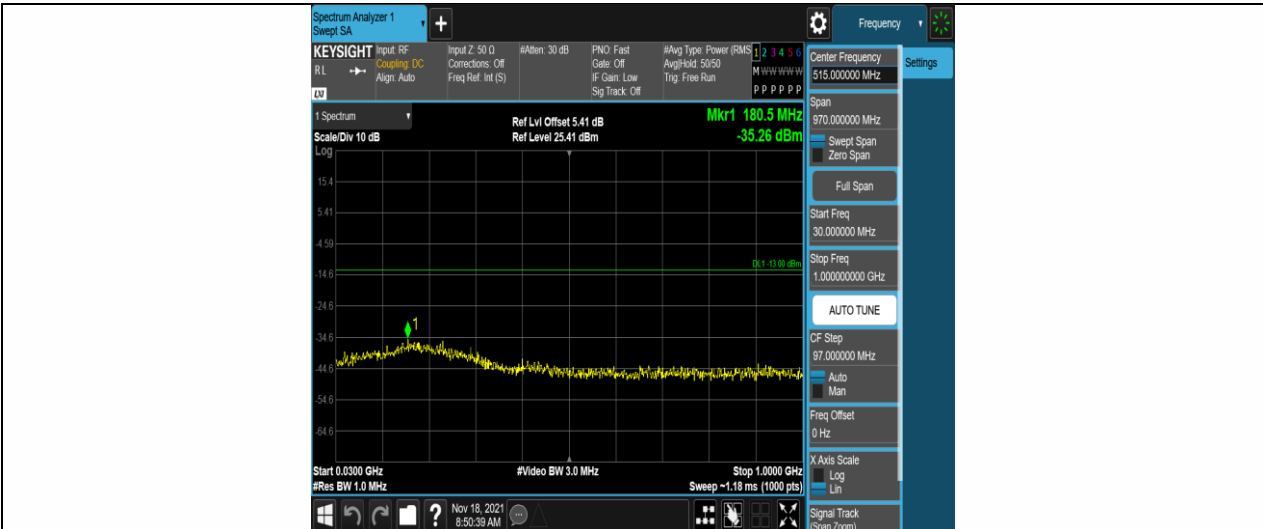 Spectrum Analyzer 1
Swept SA
+
Frequency
KEYSIGHT
RL
LXI
Input: RF
Coupling: DC
Align: Auto
Input Z: 50 Ω
Corrections: Off
Freq Ref: Int (S)
#Atten: 30 dB
PNO: Fast
Gate: Off
IF Gain: Low
Sig Track: Off
#Avg Type: Power (RMS
Avg|Hold: 50/50
Trig: Free Run
1 2 3 4 5 6
M W W W W W
P P P P P P
1 Spectrum
Scale/Div 10 dB
Log
Ref Lvl Offset 5.41 dB
Ref Level 25.41 dBm
Mkr1 180.5 MHz
-35.26 dBm
15.4
5.41
-4.59
DL1 -13.00 dBm
-14.6
-24.6
1
-34.6
-44.6
-54.6
-64.6
Start 0.0300 GHz
#Res BW 1.0 MHz
#Video BW 3.0 MHz
Stop 1.0000 GHz
Sweep ~1.18 ms (1000 pts)
?
Nov 18, 2021
8:50:39 AM
Center Frequency
515.000000 MHz
Settings
Span
970.000000 MHz
Swept Span
Zero Span
Full Span
Start Freq
30.000000 MHz
Stop Freq
1.000000000 GHz
AUTO TUNE
CF Step
97.000000 MHz
Auto
Man
Freq Offset
0 Hz
X Axis Scale
Log
Lin
Signal Track
(Span Zoom)